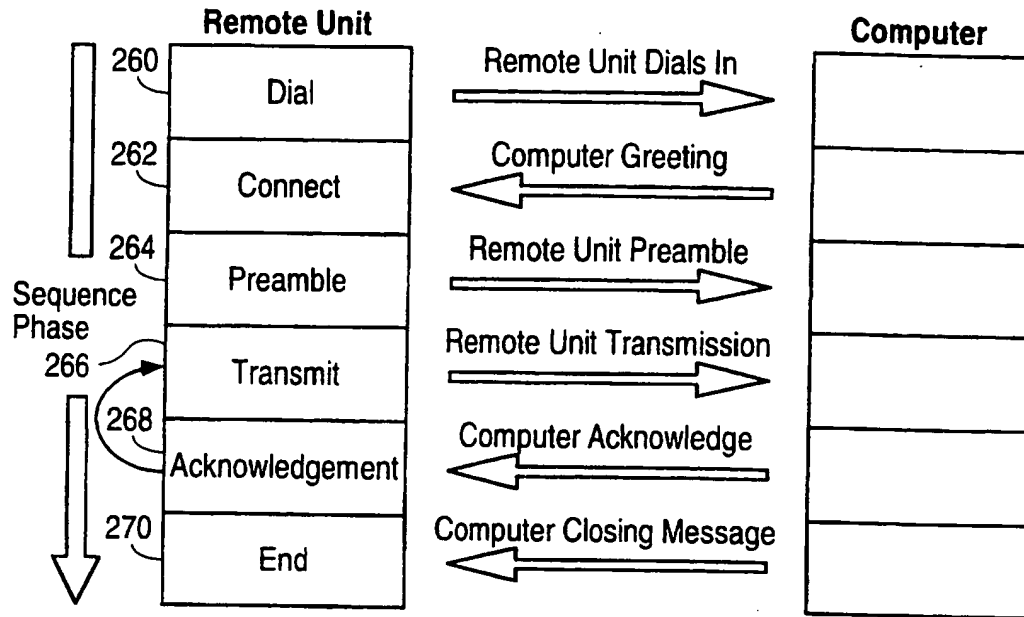 Remote Unit
Computer
260
Dial
Remote Unit Dials In
262
Connect
Computer Greeting
264
Preamble
Remote Unit Preamble
Sequence
Phase
266
Transmit
Remote Unit Transmission
268
Acknowledgement
Computer Acknowledge
270
End
Computer Closing Message